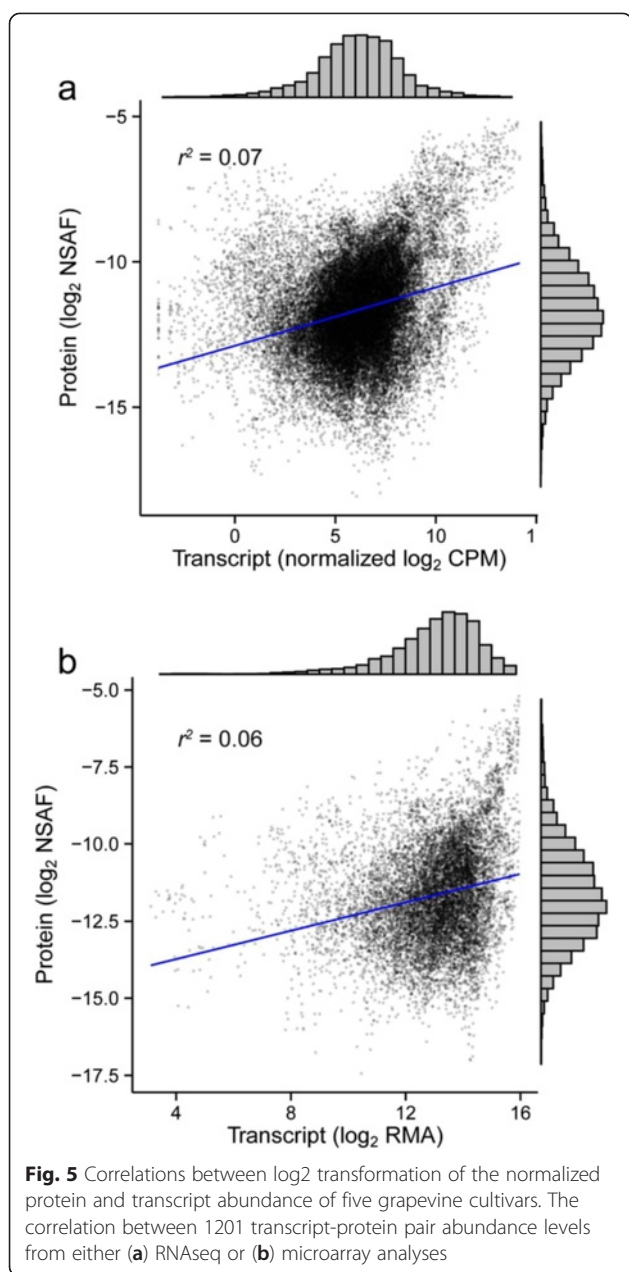 a
−5
r² = 0.07
−10
−15
Protein (log₂ NSAF)
0 5 10 1
Transcript (normalized log₂ CPM)
b
−5.0
r² = 0.06
−7.5
−10.0
−12.5
−15.0
−17.5
Protein (log₂ NSAF)
4 8 12 16
Transcript (log₂ RMA)
Fig. 5 Correlations between log2 transformation of the normalized
protein and transcript abundance of five grapevine cultivars. The
correlation between 1201 transcript-protein pair abundance levels
from either (a) RNAseq or (b) microarray analyses